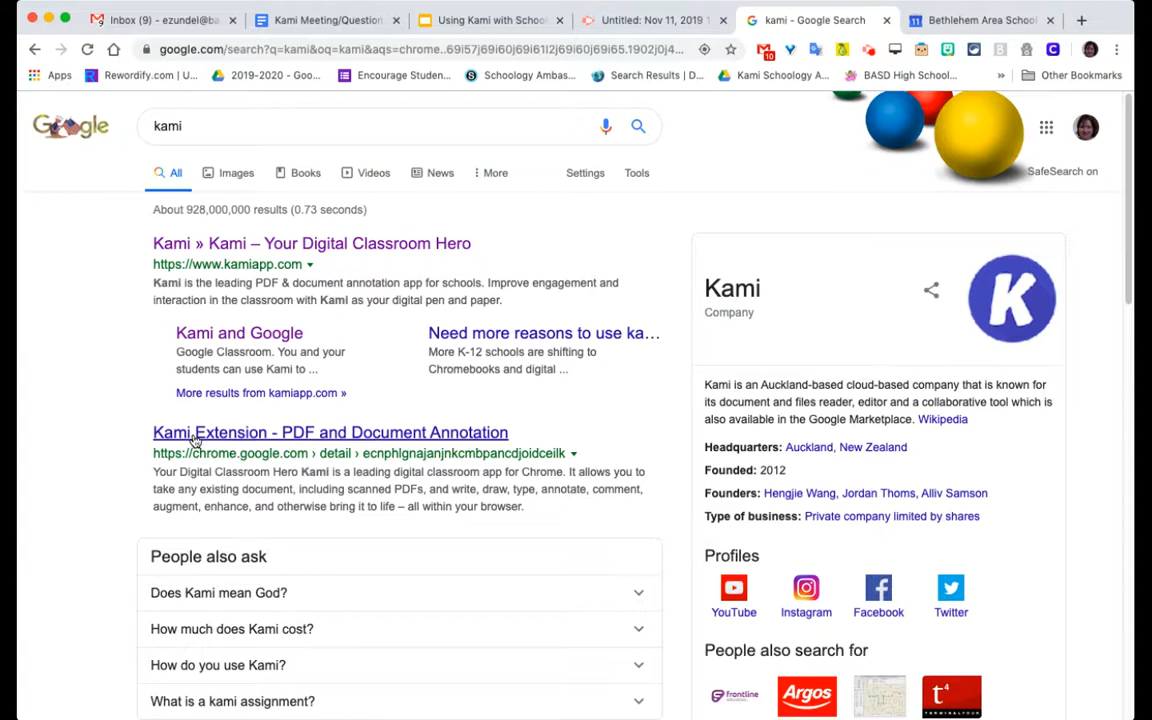 Inbox (9) - ezundel@ba
Kami Meeting/Question
Using Kami with Schoo
Untitled: Nov 11, 2019 1
kami - Google Search
Bethlehem Area School
google.com/search?q=kami&oq=kami&aqs=chrome..69i57j69i60j69i61l2j69i60j69i65.1902j0j4...
10
Apps
Rewordify.com | U...
2019-2020 - Goo...
Encourage Studen...
Schoology Ambas...
Search Results | D...
Kami Schoology A...
BASD High School...
»
Other Bookmarks
Google
kami
All
Images
Books
Videos
News
More
Settings
Tools
SafeSearch on
About 928,000,000 results (0.73 seconds)
Kami » Kami – Your Digital Classroom Hero
https://www.kamiapp.com
Kami is the leading PDF & document annotation app for schools. Improve engagement and
interaction in the classroom with Kami as your digital pen and paper.
Kami and Google
Google Classroom. You and your
students can use Kami to ...
Need more reasons to use ka...
More K-12 schools are shifting to
Chromebooks and digital ...
More results from kamiapp.com »
Kami Extension - PDF and Document Annotation
https://chrome.google.com › detail › ecnphlgnajanjnkcmbpancdjoidceilk
Your Digital Classroom Hero Kami is a leading digital classroom app for Chrome. It allows you to
take any existing document, including scanned PDFs, and write, draw, type, annotate, comment,
augment, enhance, and otherwise bring it to life – all within your browser.
People also ask
Does Kami mean God?
How much does Kami cost?
How do you use Kami?
What is a kami assignment?
Kami
Company
K
Kami is an Auckland-based cloud-based company that is known for
its document and files reader, editor and a collaborative tool which
is also available in the Google Marketplace. Wikipedia
Headquarters: Auckland, New Zealand
Founded: 2012
Founders: Hengjie Wang, Jordan Thoms, Alliv Samson
Type of business: Private company limited by shares
Profiles
YouTube
Instagram
Facebook
Twitter
People also search for
frontline
Argos
t4